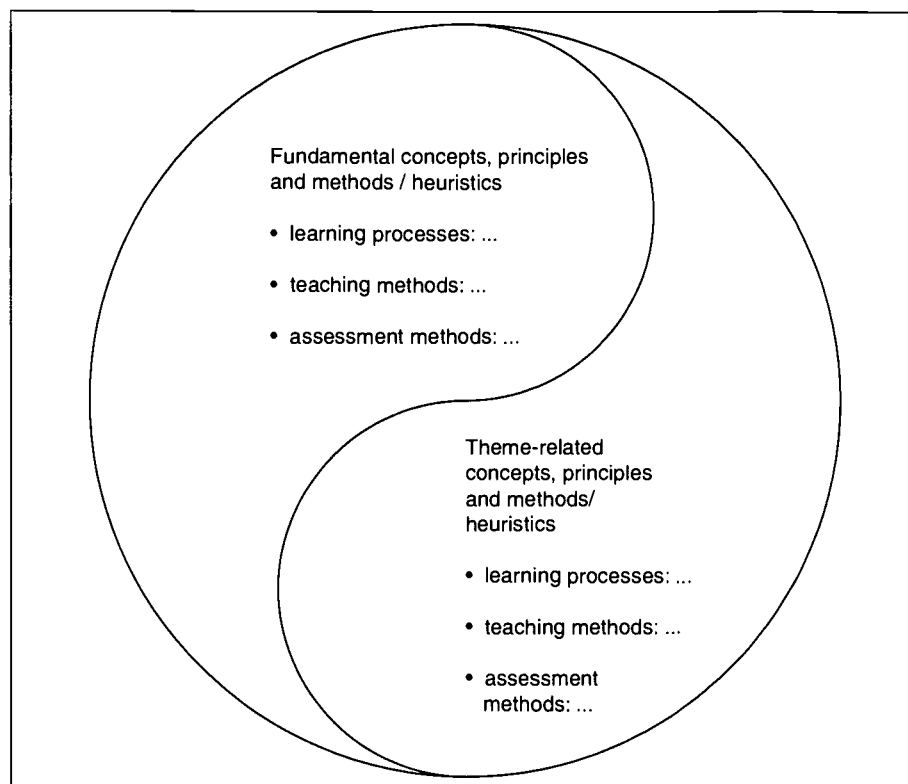 Fundamental concepts, principles
and methods / heuristics
• learning processes: ...
• teaching methods: ...
• assessment methods: ...
Theme-related
concepts, principles
and methods/
heuristics
• learning processes: ...
• teaching methods: ...
• assessment
methods: ...